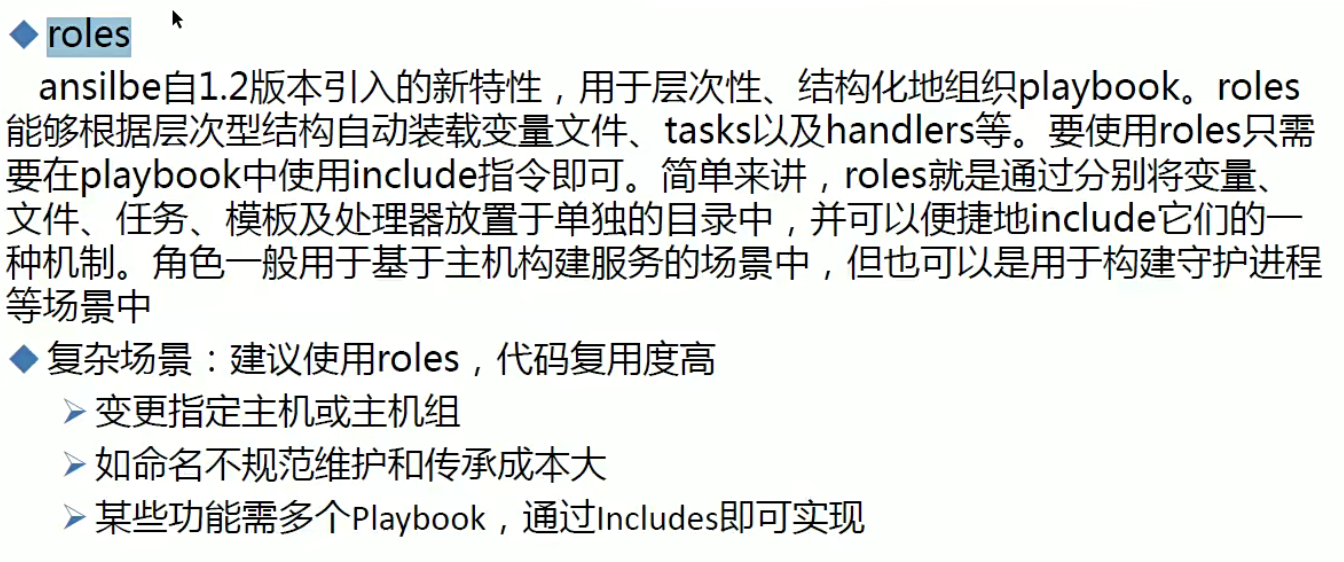 roles
ansilbe自1.2版本引入的新特性，用于层次性、结构化地组织playbook。roles
能够根据层次型结构自动装载变量文件、tasks以及handlers等。要使用roles只需
要在playbook中使用include指令即可。简单来讲，roles就是通过分别将变量、
文件、任务、模板及处理器放置于单独的目录中，并可以便捷地include它们的一
种机制。角色一般用于基于主机构建服务的场景中，但也可以是用于构建守护进程
等场景中
复杂场景：建议使用roles，代码复用度高
变更指定主机或主机组
如命名不规范维护和传承成本大
某些功能需多个Playbook，通过Includes即可实现